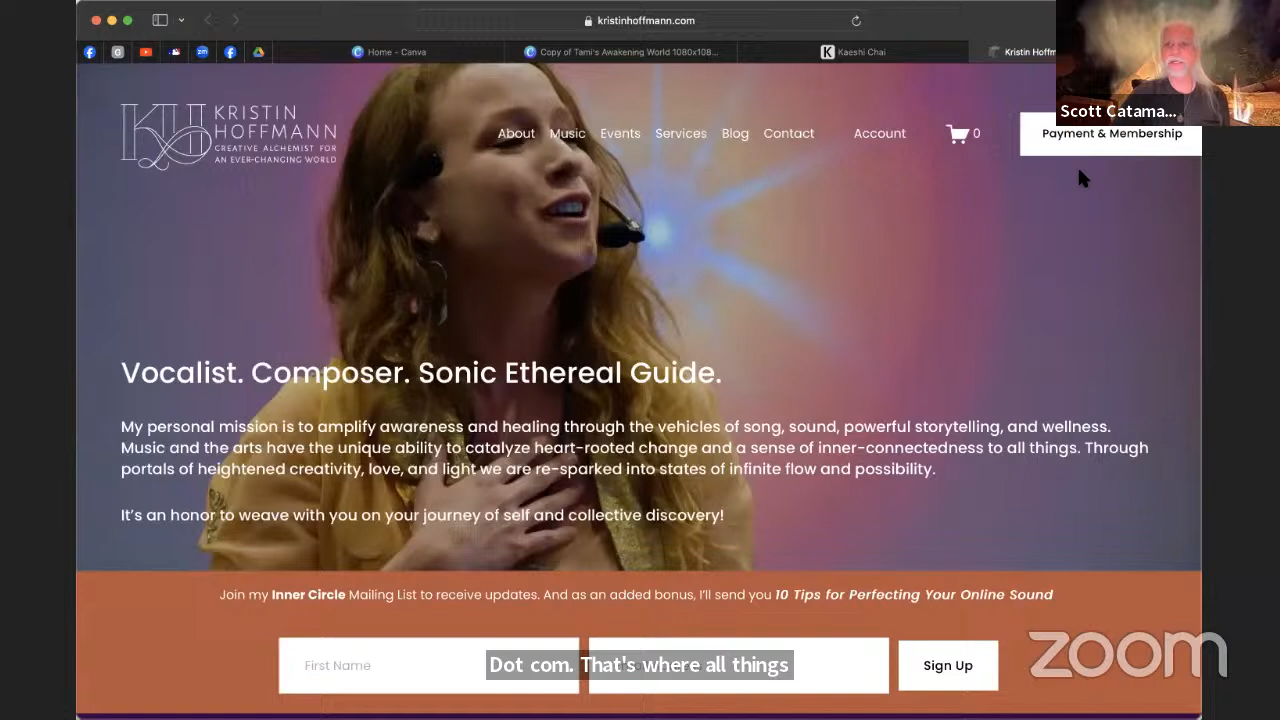 kristinhoffmann.com
Home – Canva
Copy of Tami's Awakening World 1080x108...
K
Kaeshi Chai
Kristin Hoffm
Scott Catama...
KRISTIN
HOFFMANN
CREATIVE ALCHEMIST FOR
AN EVER-CHANGING WORLD
About
Music
Events
Services
Blog
Contact
Account
0
Payment & Membership
Vocalist. Composer. Sonic Ethereal Guide.
My personal mission is to amplify awareness and healing through the vehicles of song, sound, powerful storytelling, and wellness.
Music and the arts have the unique ability to catalyze heart-rooted change and a sense of inner-connectedness to all things. Through
portals of heightened creativity, love, and light we are re-sparked into states of infinite flow and possibility.
It's an honor to weave with you on your journey of self and collective discovery!
Join my Inner Circle Mailing List to receive updates. And as an added bonus, I'll send you 10 Tips for Perfecting Your Online Sound
First Name
Dot com. That's where all things
Sign Up
zoom